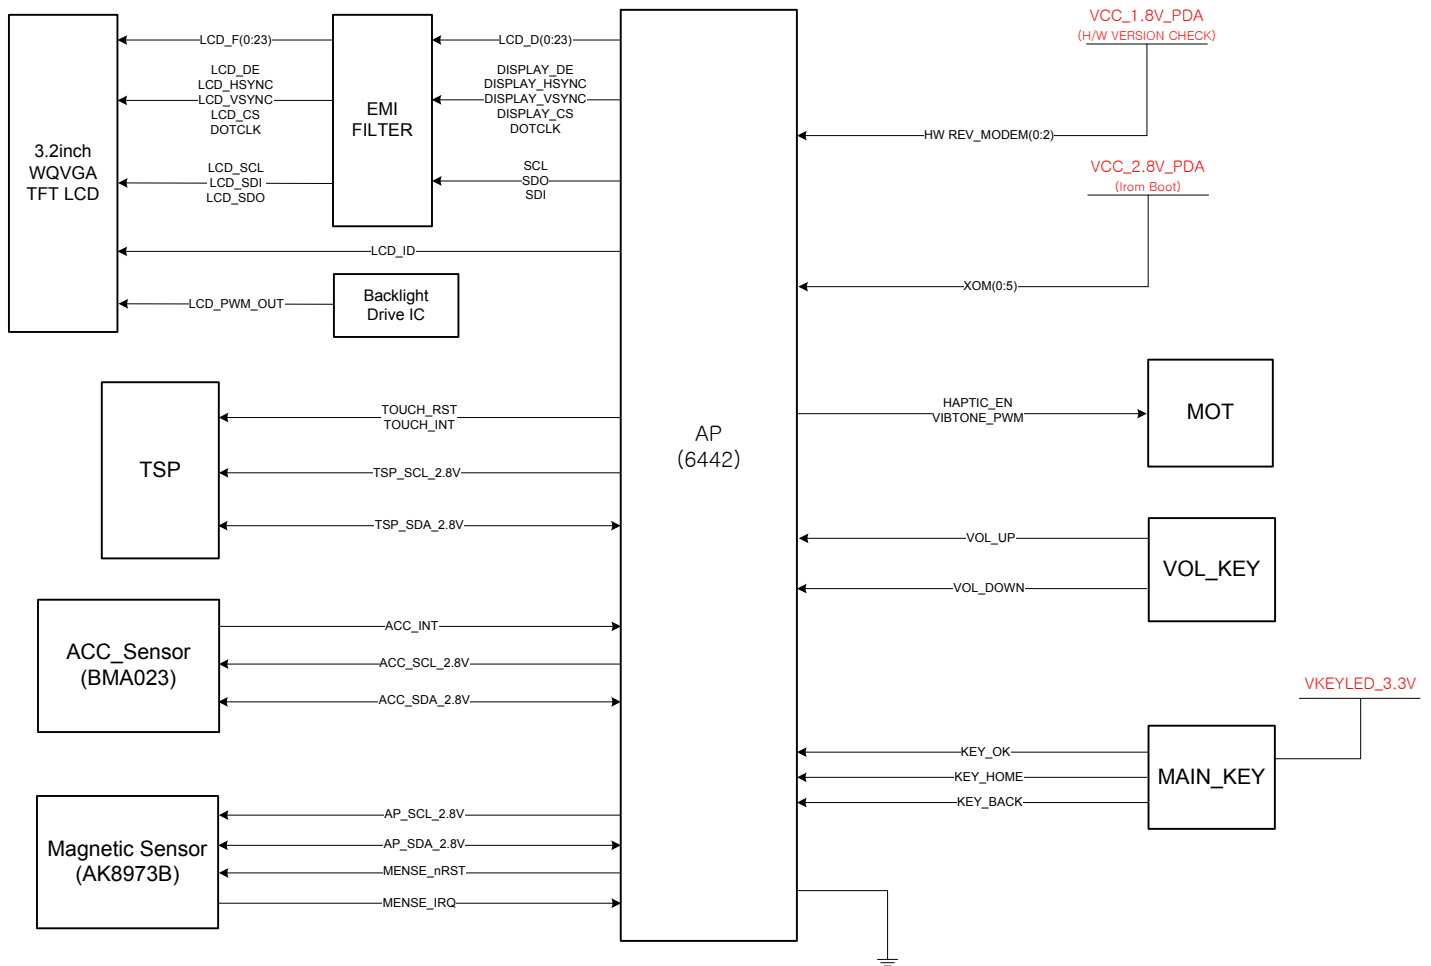 3.2inch
WQVGA
TFT LCD
LCD_F(0:23)
LCD_DE
LCD_HSYNC
LCD_VSYNC
LCD_CS
DOTCLK
LCD_SCL
LCD_SDI
LCD_SDO
EMI
FILTER
LCD_D(0:23)
DISPLAY_DE
DISPLAY_HSYNC
DISPLAY_VSYNC
DISPLAY_CS
DOTCLK
SCL
SDO
SDI
LCD_ID
LCD_PWM_OUT
Backlight
Drive IC
TSP
TOUCH_RST
TOUCH_INT
TSP_SCL_2.8V
TSP_SDA_2.8V
ACC_Sensor
(BMA023)
ACC_INT
ACC_SCL_2.8V
ACC_SDA_2.8V
Magnetic Sensor
(AK8973B)
AP_SCL_2.8V
AP_SDA_2.8V
MENSE_nRST
MENSE_IRQ
AP
(6442)
VCC_1.8V_PDA
(H/W VERSION CHECK)
HW REV_MODEM(0:2)
VCC_2.8V_PDA
(Irom Boot)
XOM(0:5)
HAPTIC_EN
VIBTONE_PWM
MOT
VOL_UP
VOL_DOWN
VOL_KEY
VKEYLED_3.3V
KEY_OK
KEY_HOME
KEY_BACK
MAIN_KEY